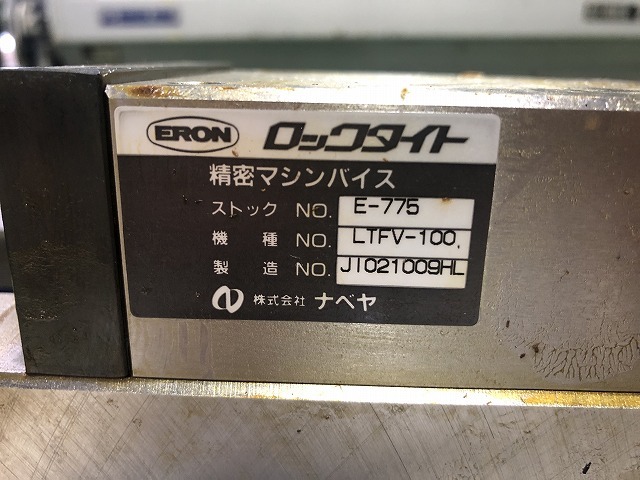 ERON ロックタイト
精密マシンバイス
ストック NO. E-775
機種 NO. LTFV-100.
製造 NO. JT021009HL
株式会社 ナベヤ